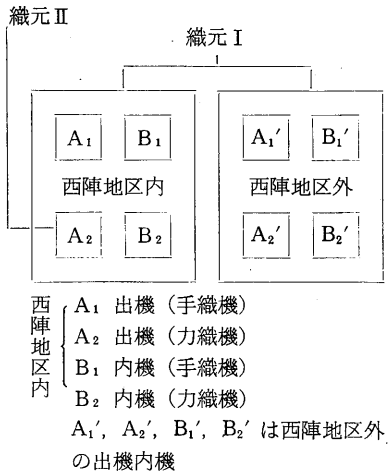 織元Ⅱ
織元Ⅰ
A₁ B₁
A₁′ B₁′
西陣地区内
西陣地区外
A₂ B₂
A₂′ B₂′
西陣地区内
A₁ 出機（手織機）
A₂ 出機（力織機）
B₁ 内機（手織機）
B₂ 内機（力織機）
A₁′, A₂′, B₁′, B₂′ は西陣地区外
の出機内機